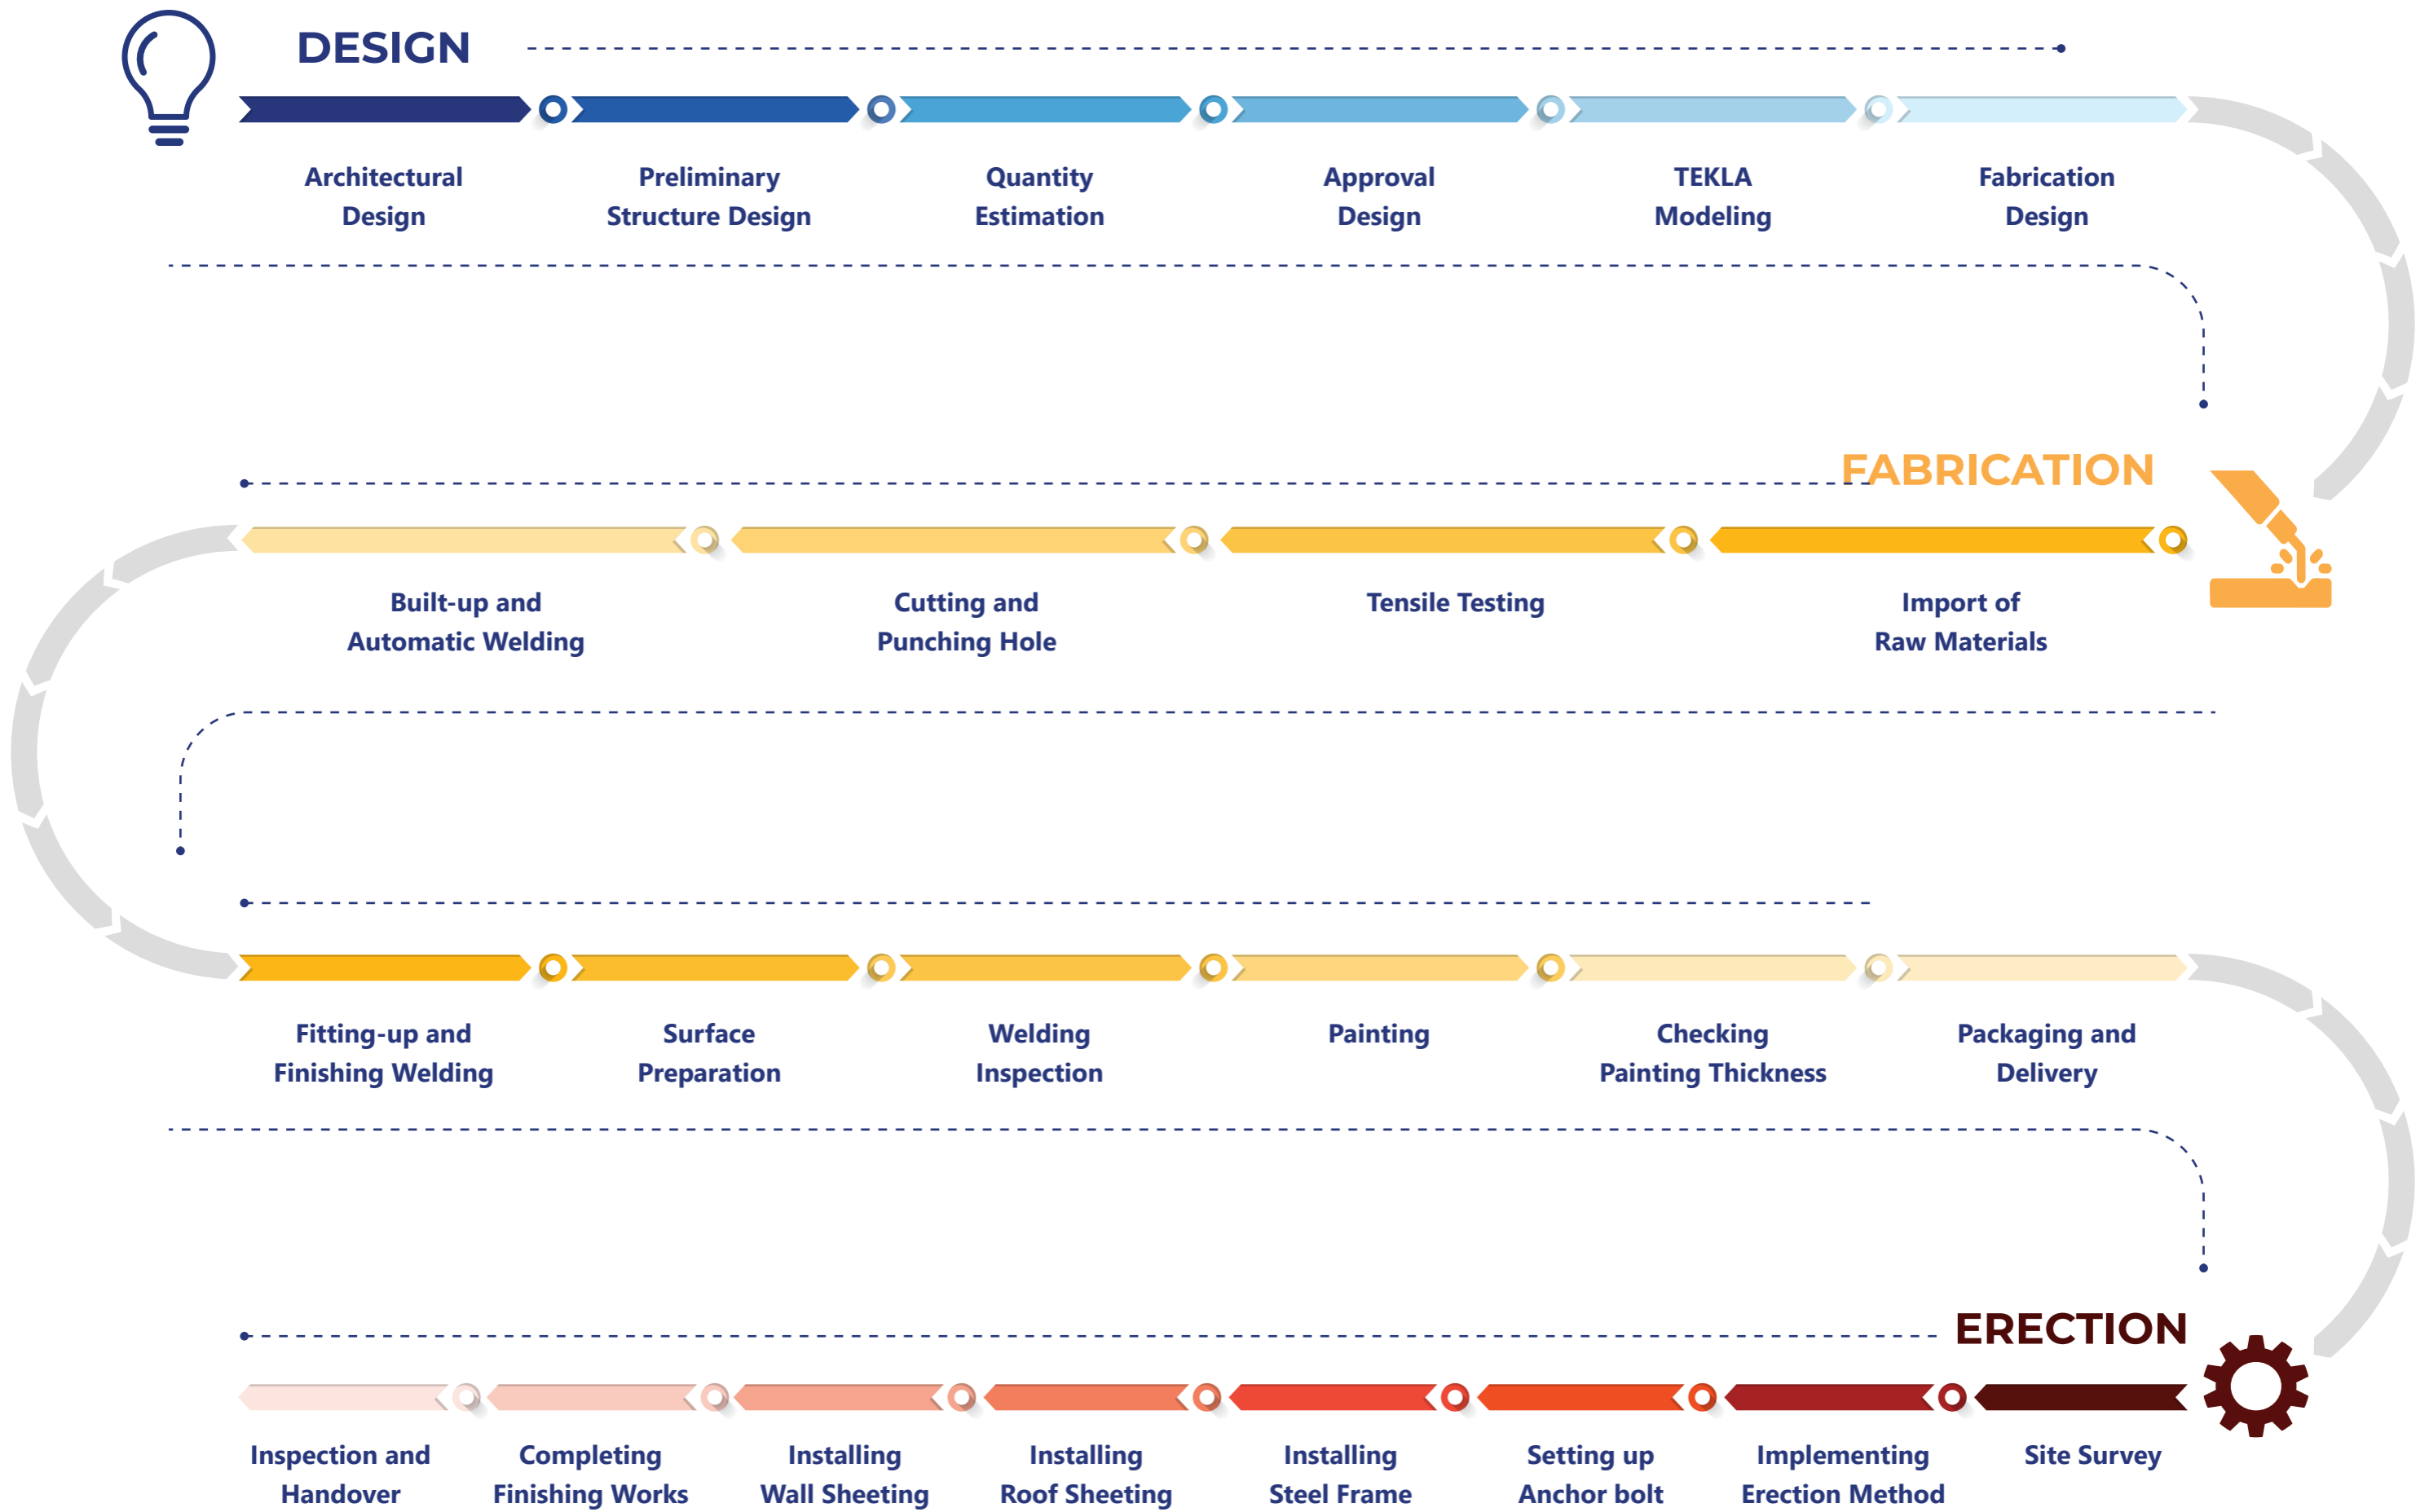 DESIGN
Architectural
Design
Preliminary
Structure Design
Quantity
Estimation
Approval
Design
TEKLA
Modeling
Fabrication
Design
FABRICATION
Built-up and
Automatic Welding
Cutting and
Punching Hole
Tensile Testing
Import of
Raw Materials
Fitting-up and
Finishing Welding
Surface
Preparation
Welding
Inspection
Painting
Checking
Painting Thickness
Packaging and
Delivery
ERECTION
Inspection and
Handover
Completing
Finishing Works
Installing
Wall Sheeting
Installing
Roof Sheeting
Installing
Steel Frame
Setting up
Anchor bolt
Implementing
Erection Method
Site Survey